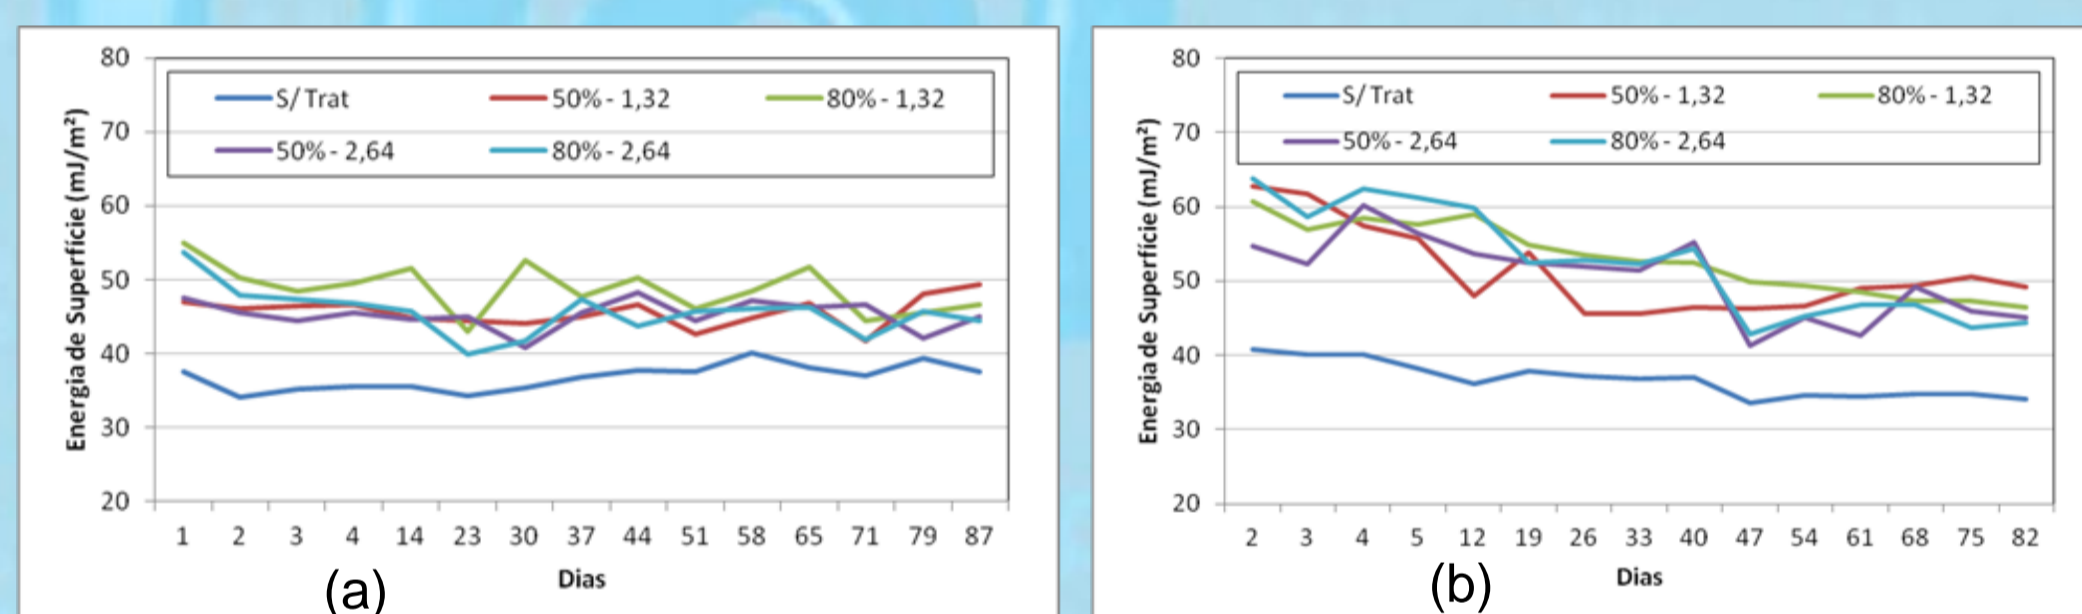 80
S/ Trat 50% - 1,32 80% - 1,32
50% - 2,64 80% - 2,64
70
60
50
40
30
20
Energia de Superfície (mJ/m²)
1 2 3 4 14 23 30 37 44 51 58 65 71 79 87
Dias
(a)
80
S/ Trat 50% - 1,32 80% - 1,32
70
50% - 2,64 80% - 2,64
60
50
40
30
20
Energia de Superfície (mJ/m²)
2 3 4 5 12 19 26 33 40 47 54 61 68 75 82
Dias
(b)